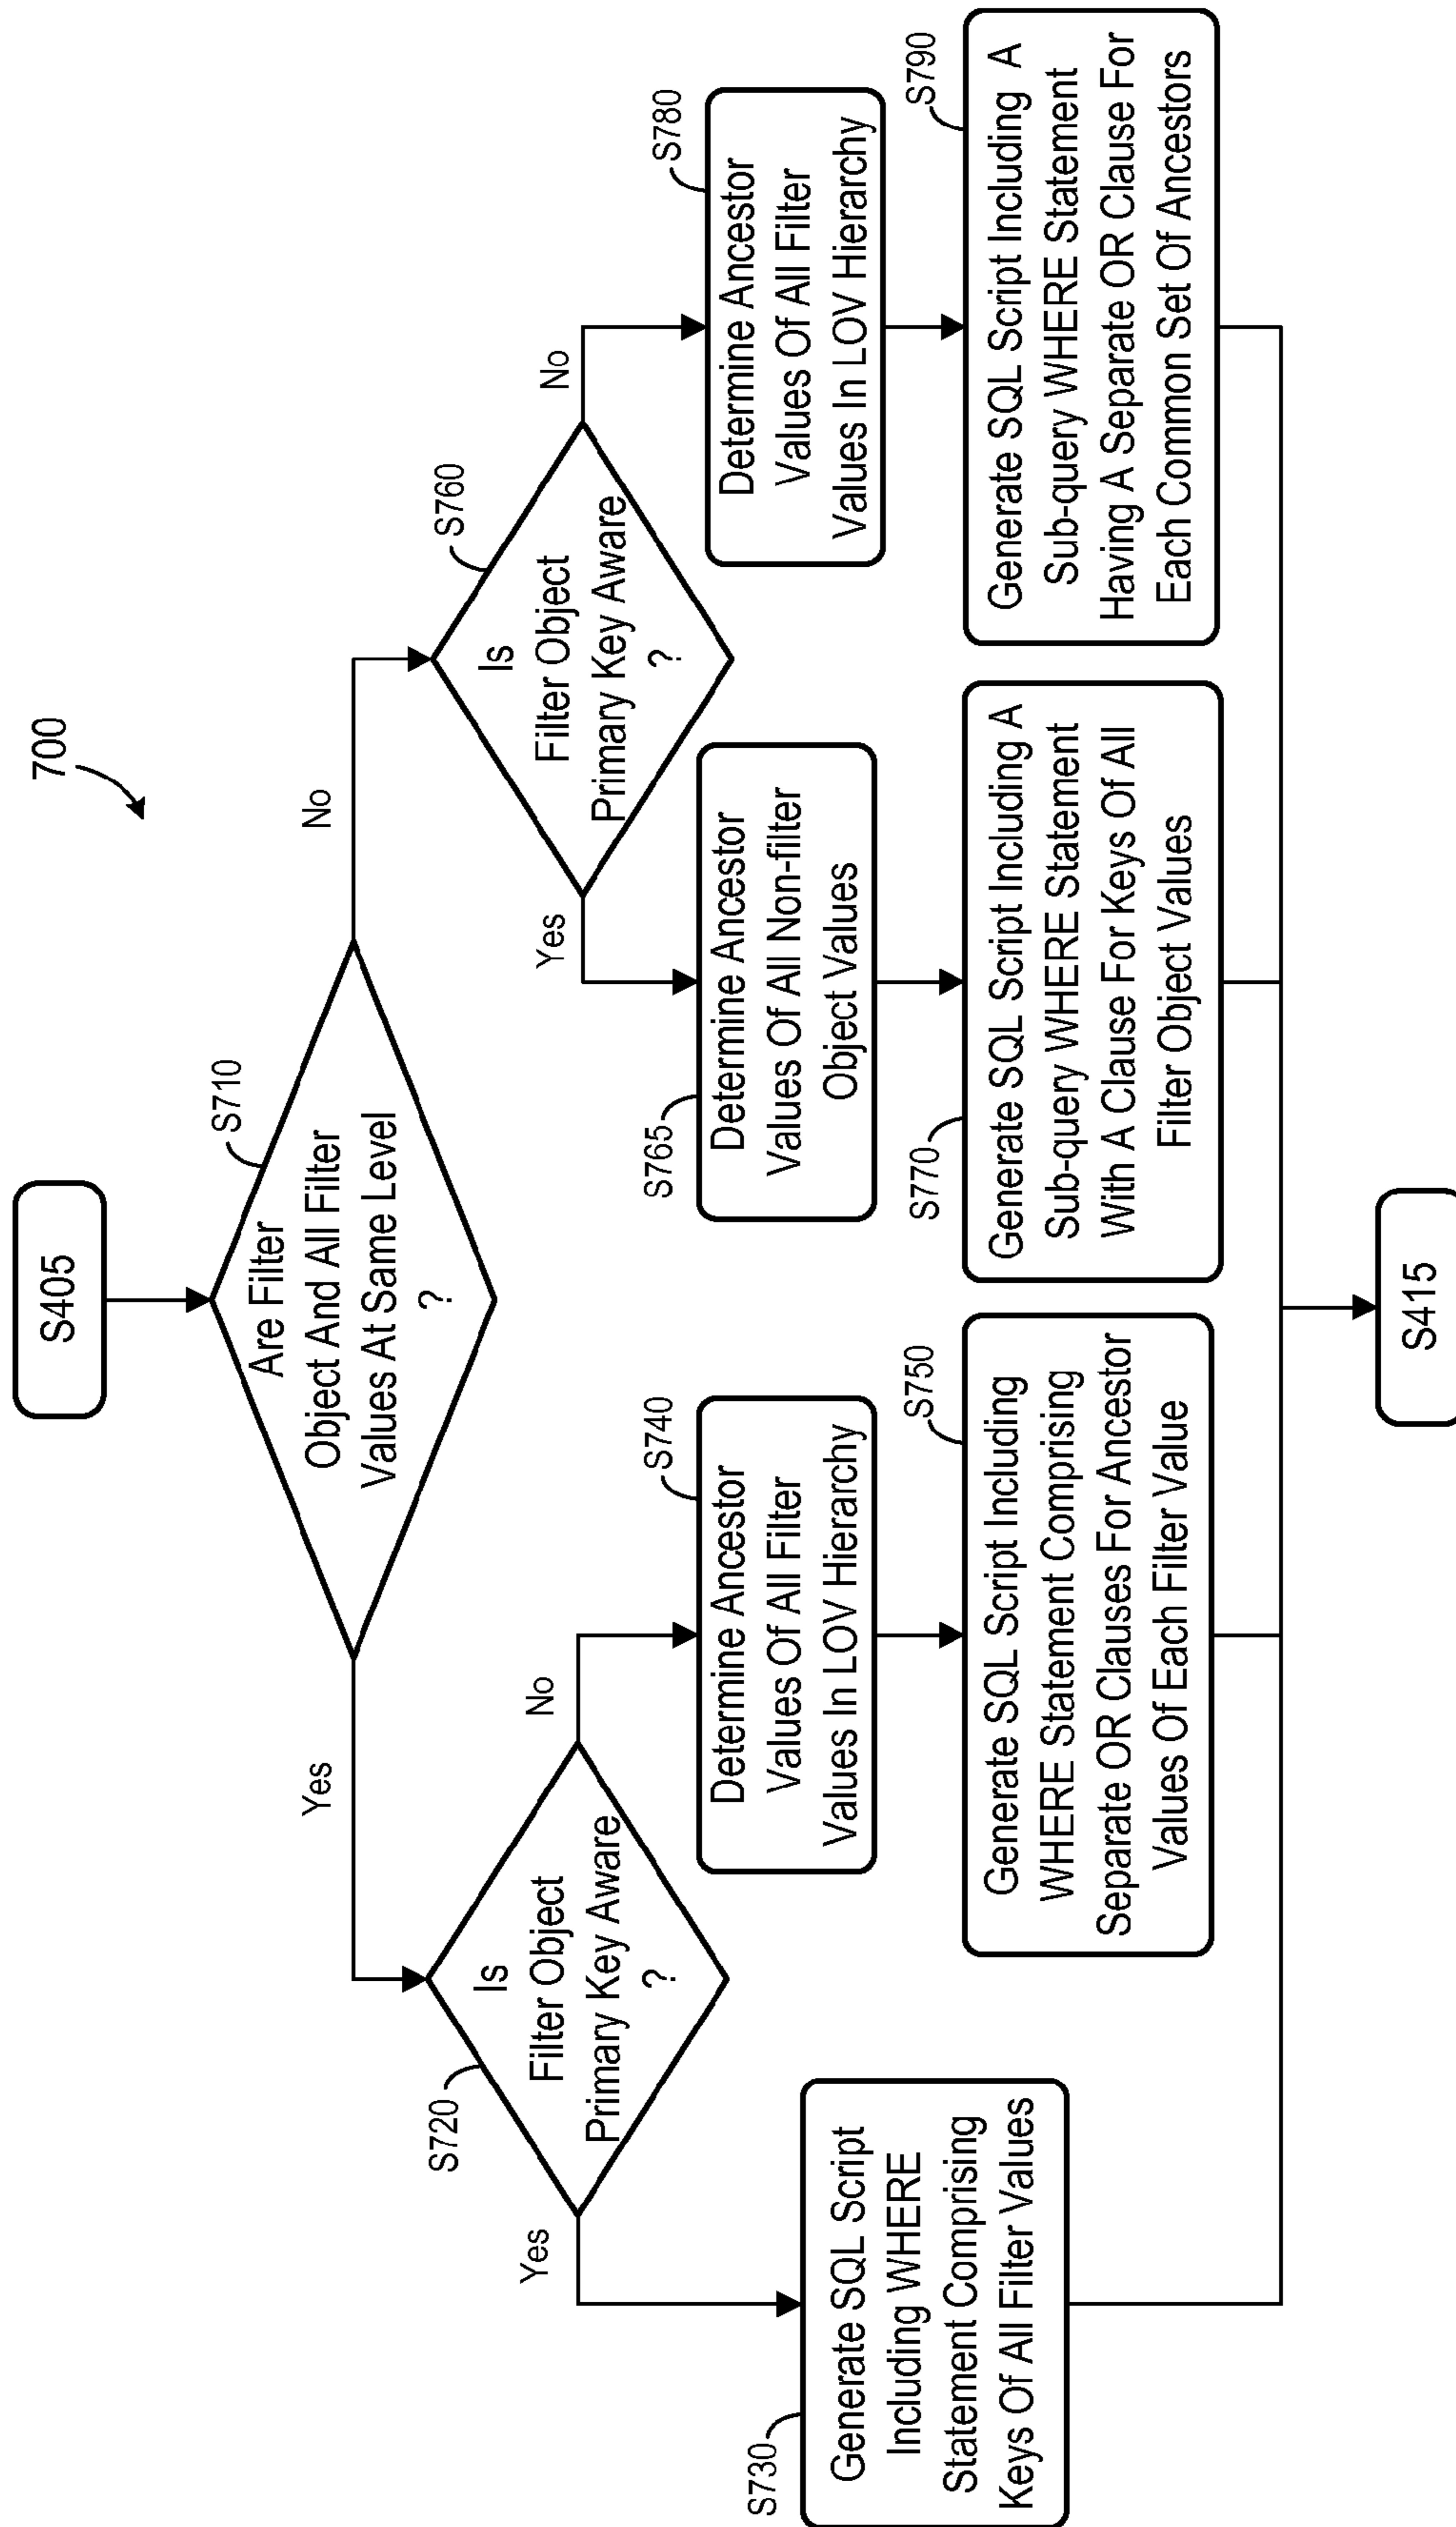 700
S405
S710
Are Filter
Object And All Filter
Values At Same Level
?
Yes
No
S720
Is
Filter Object
Primary Key Aware
?
Yes
No
S760
Is
Filter Object
Primary Key Aware
?
Yes
No
S730
Generate SQL Script
Including WHERE
Statement Comprising
Keys Of All Filter Values
S740
Determine Ancestor
Values Of All Filter
Values In LOV Hierarchy
S750
Generate SQL Script Including
WHERE Statement Comprising
Separate OR Clauses For Ancestor
Values Of Each Filter Value
S765
Determine Ancestor
Values Of All Non-filter
Object Values
S770
Generate SQL Script Including A
Sub-query WHERE Statement
With A Clause For Keys Of All
Filter Object Values
S780
Determine Ancestor
Values Of All Filter
Values In LOV Hierarchy
S790
Generate SQL Script Including A
Sub-query WHERE Statement
Having A Separate OR Clause For
Each Common Set Of Ancestors
S415